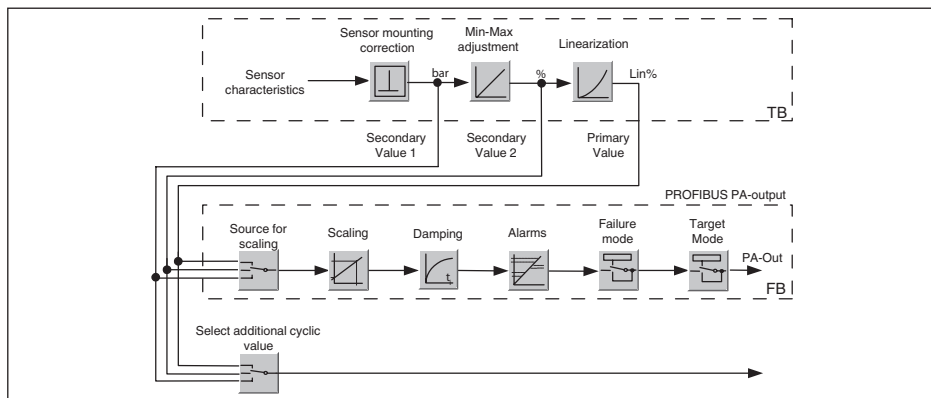 Sensor mounting
correction
Min-Max
adjustment
Linearization
Sensor
characteristics
bar
%
Lin%
TB
Secondary
Value 1
Secondary
Value 2
Primary
Value
PROFIBUS PA-output
Source for
scaling
Scaling
Damping
Alarms
Failure
mode
Target
Mode
t
PA-Out
FB
Select additional cyclic
value